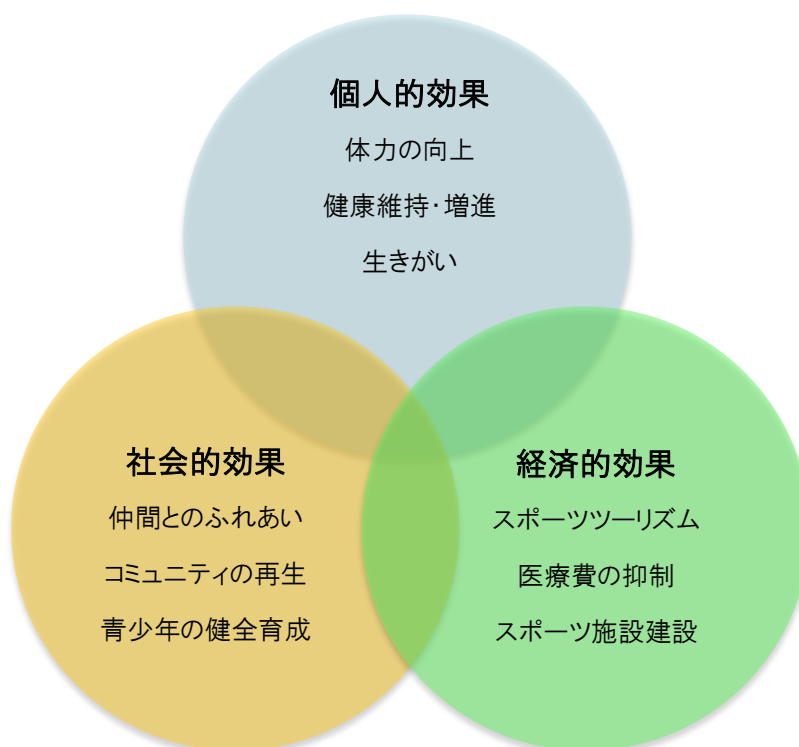 個人的効果
体力の向上
健康維持・増進
生きがい
社会的効果
仲間とのふれあい
コミュニティの再生
青少年の健全育成
経済的効果
スポーツツーリズム
医療費の抑制
スポーツ施設建設